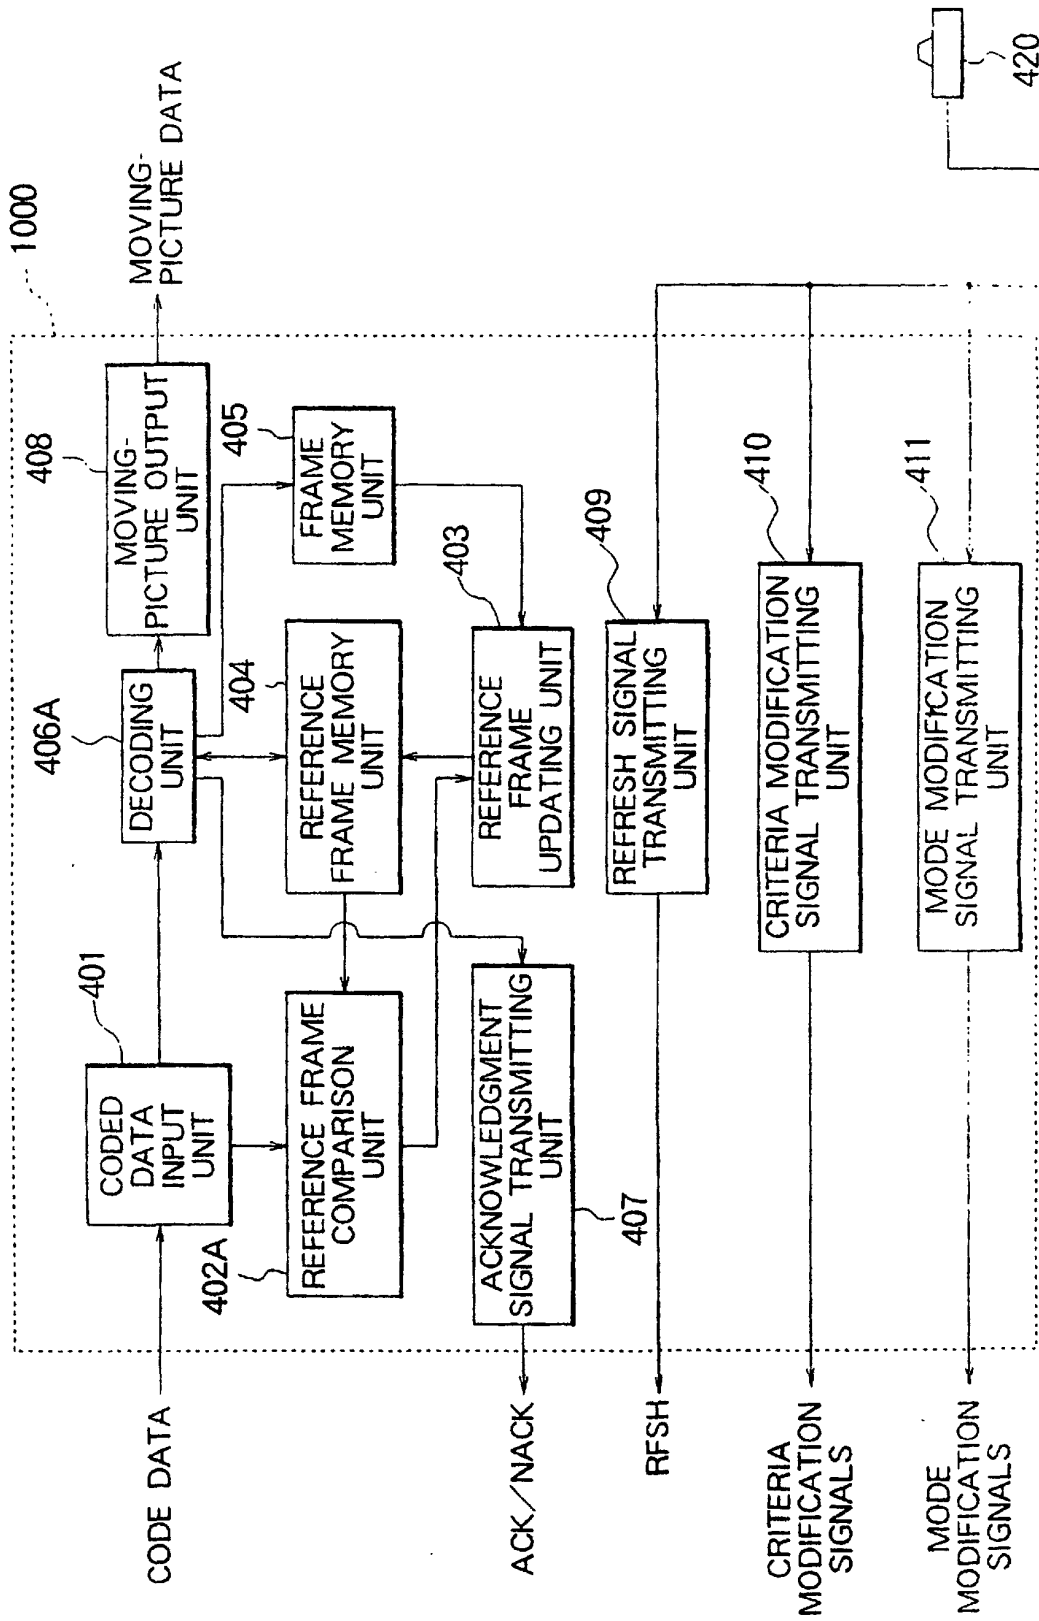 1000
CODE DATA
401
CODED
DATA
INPUT
UNIT
406A
DECODING
UNIT
408
MOVING-
PICTURE OUTPUT
UNIT
MOVING-
PICTURE DATA
402A
REFERENCE FRAME
COMPARISON
UNIT
404
REFERENCE
FRAME MEMORY
UNIT
405
FRAME
MEMORY
UNIT
ACK/NACK
ACKNOWLEDGMENT
SIGNAL TRANSMITTING
UNIT
407
403
REFERENCE
FRAME
UPDATING UNIT
RFSH
409
REFRESH SIGNAL
TRANSMITTING
UNIT
CRITERIA
MODIFICATION
SIGNALS
410
CRITERIA MODIFICATION
SIGNAL TRANSMITTING
UNIT
MODE
MODIFICATION
SIGNALS
411
MODE MODIFICATION
SIGNAL TRANSMITTING
UNIT
420